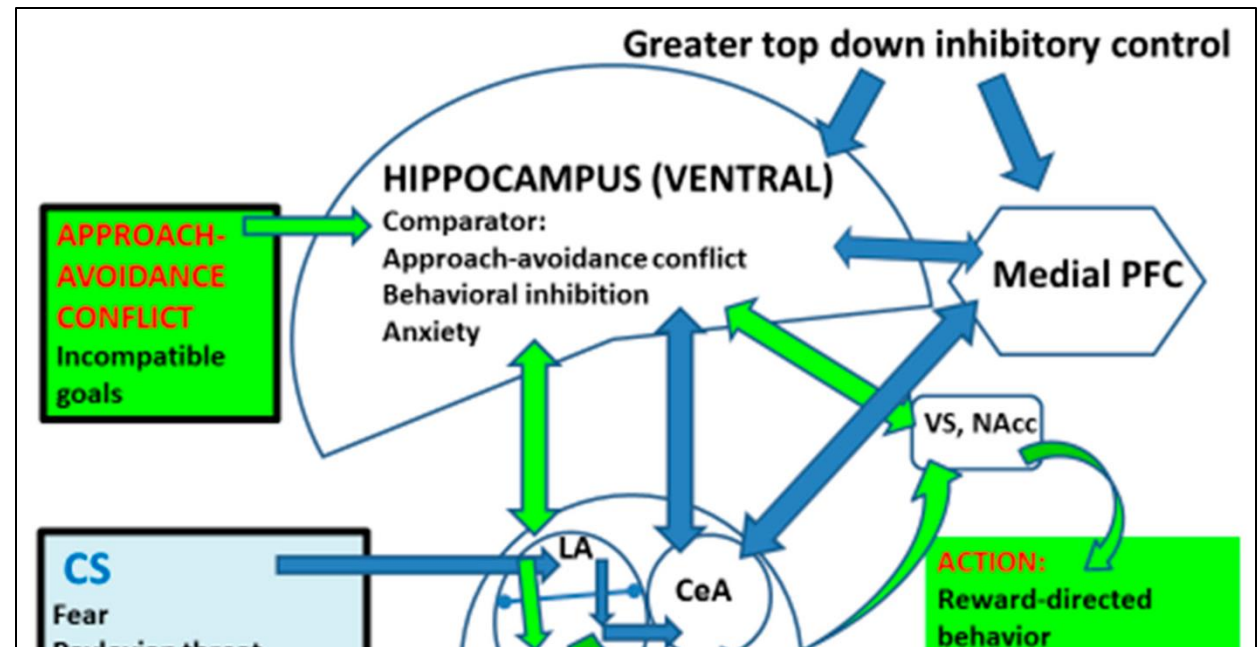 Greater top down inhibitory control
HIPPOCAMPUS (VENTRAL)
Comparator:
Approach-avoidance conflict
Behavioral inhibition
Anxiety
APPROACH-
AVOIDANCE
CONFLICT
Incompatible
goals
Medial PFC
VS, NAcc
LA
CeA
CS
Fear
ACTION:
Reward-directed
behavior